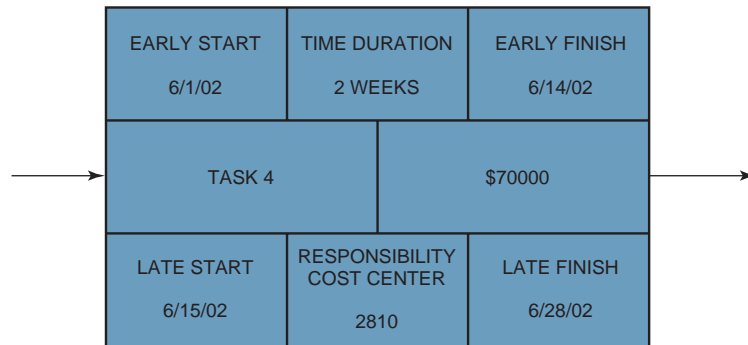 EARLY START
6/1/02
TIME DURATION
2 WEEKS
EARLY FINISH
6/14/02
TASK 4
$70000
LATE START
6/15/02
RESPONSIBILITY
COST CENTER
2810
LATE FINISH
6/28/02